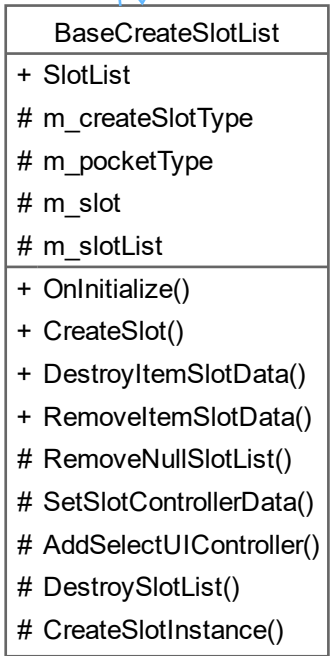 BaseCreateSlotList
+ SlotList
# m_createSlotType
# m_pocketType
# m_slot
# m_slotList
+ OnInitialize()
+ CreateSlot()
+ DestroyItemSlotData()
+ RemoveItemSlotData()
# RemoveNullSlotList()
# SetSlotControllerData()
# AddSelectUIController()
# DestroySlotList()
# CreateSlotInstance()